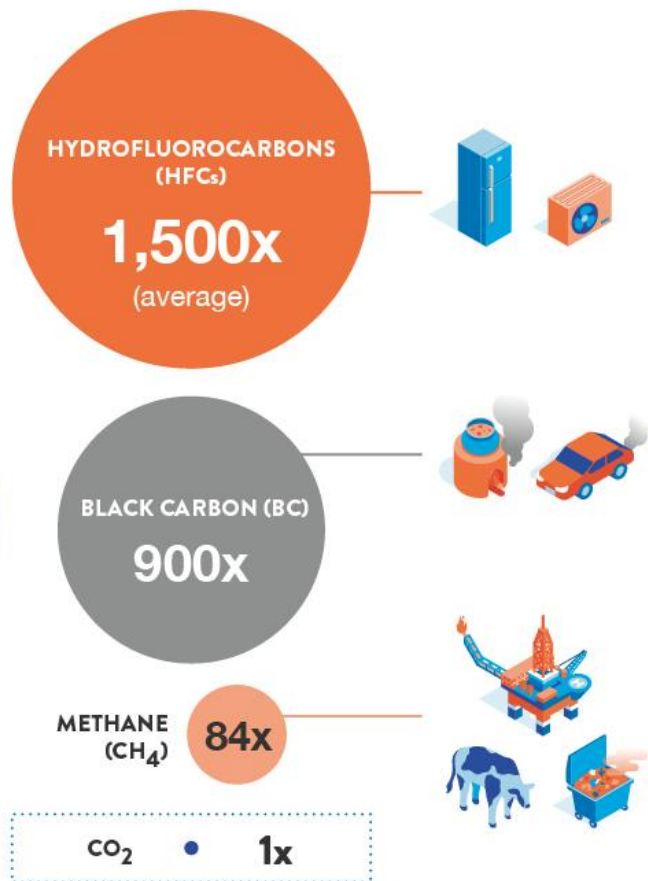 HYDROFLUOROCARBONS
(HFCs)
1,500x
(average)
BLACK CARBON (BC)
900x
METHANE
(CH₄)
84x
CO₂ 1x